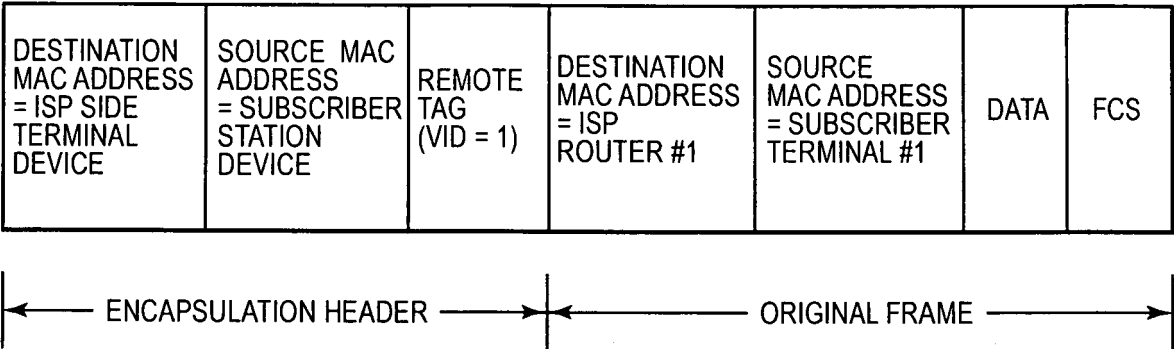 DESTINATION
MAC ADDRESS
= ISP SIDE
TERMINAL
DEVICE
SOURCE MAC
ADDRESS
= SUBSCRIBER
STATION
DEVICE
REMOTE
TAG
(VID = 1)
DESTINATION
MAC ADDRESS
= ISP
ROUTER #1
SOURCE
MAC ADDRESS
= SUBSCRIBER
TERMINAL #1
DATA
FCS
ENCAPSULATION HEADER
ORIGINAL FRAME